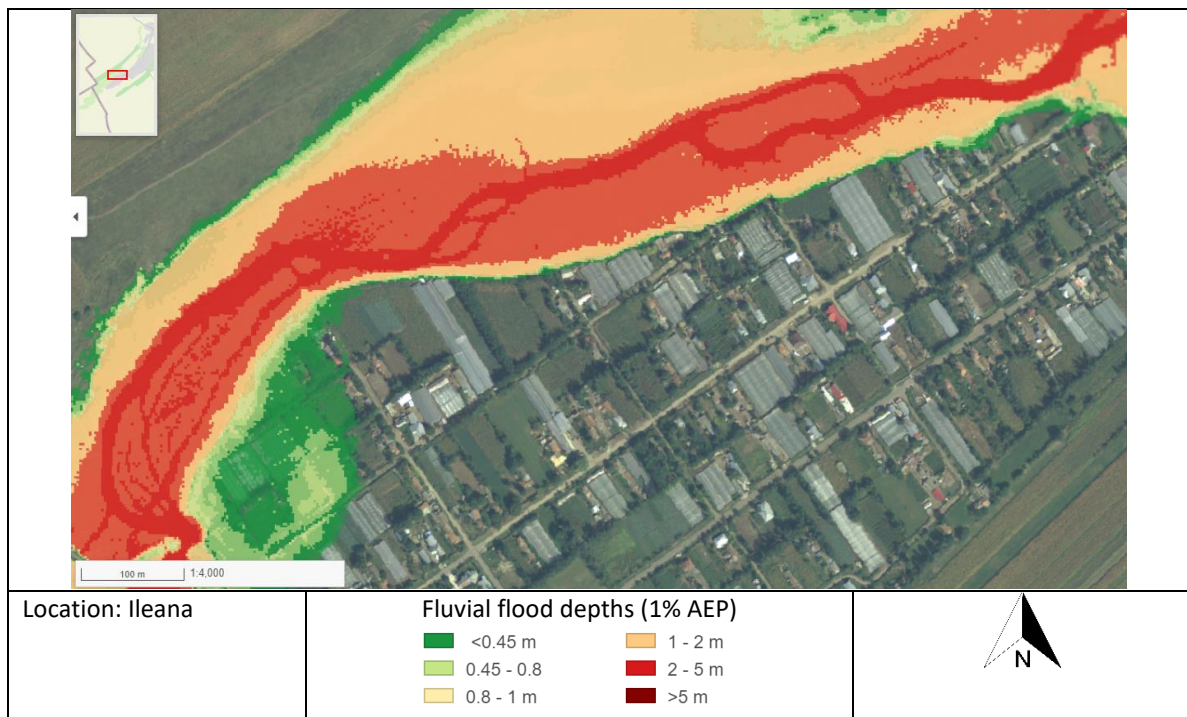 100 m
1:4,000
Location: Ileana
Fluvial flood depths (1% AEP)
<0.45 m
1 - 2 m
0.45 - 0.8
2 - 5 m
0.8 - 1 m
>5 m
N